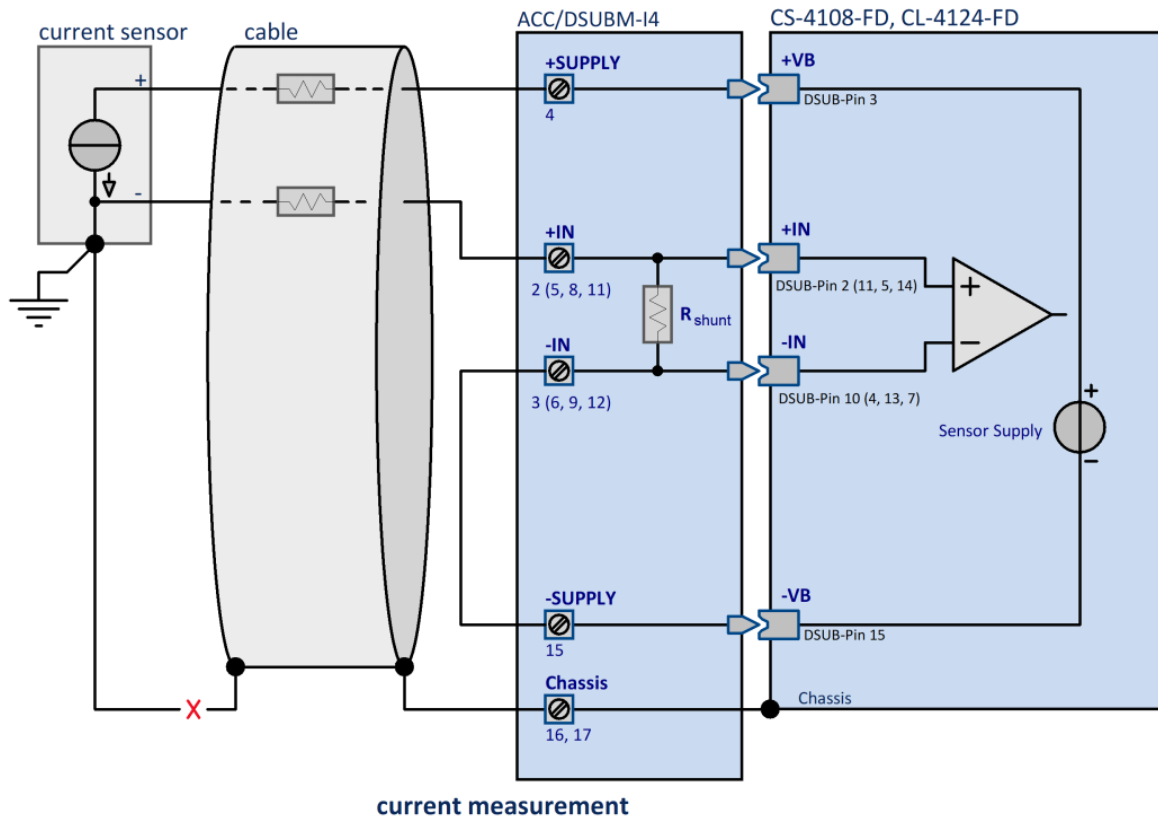 current sensor
cable
ACC/DSUBM-I4
CS-4108-FD, CL-4124-FD
+
-
+SUPPLY
4
+VB
DSUB-Pin 3
+IN
2 (5, 8, 11)
+IN
DSUB-Pin 2 (11, 5, 14)
R shunt
-IN
3 (6, 9, 12)
-IN
DSUB-Pin 10 (4, 13, 7)
+
−
Sensor Supply
+
−
-SUPPLY
15
-VB
DSUB-Pin 15
Chassis
16, 17
Chassis
X
current measurement